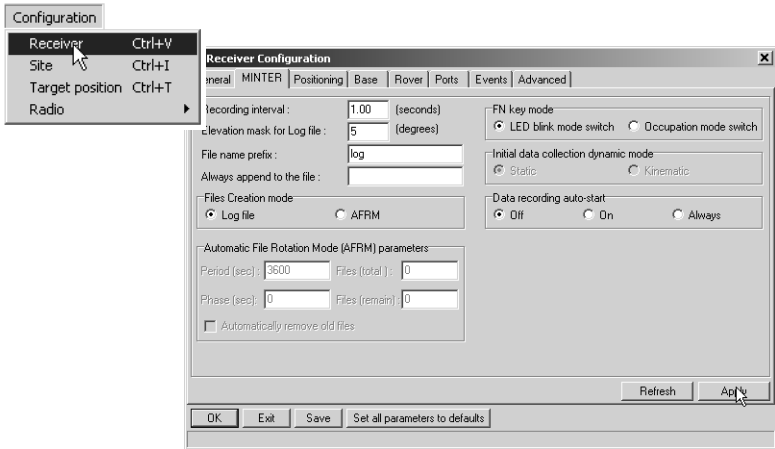 Configuration
Receiver Ctrl+V
Site Ctrl+I
Target position Ctrl+T
Radio
Receiver Configuration
eneral MINTER Positioning Base Rover Ports Events Advanced
Recording interval : 1.00 (seconds)
Elevation mask for Log file : 5 (degrees)
File name prefix : log
Always append to the file :
Files Creation mode
Log file AFRM
Automatic File Rotation Mode (AFRM) parameters
Period (sec) : 3600 Files (total ) : 0
Phase (sec): 0 Files (remain) : 0
Automatically remove old files
FN key mode
LED blink mode switch Occupation mode switch
Initial data collection dynamic mode
Static Kinematic
Data recording auto-start
Off On Always
Refresh Apply
OK Exit Save Set all parameters to defaults